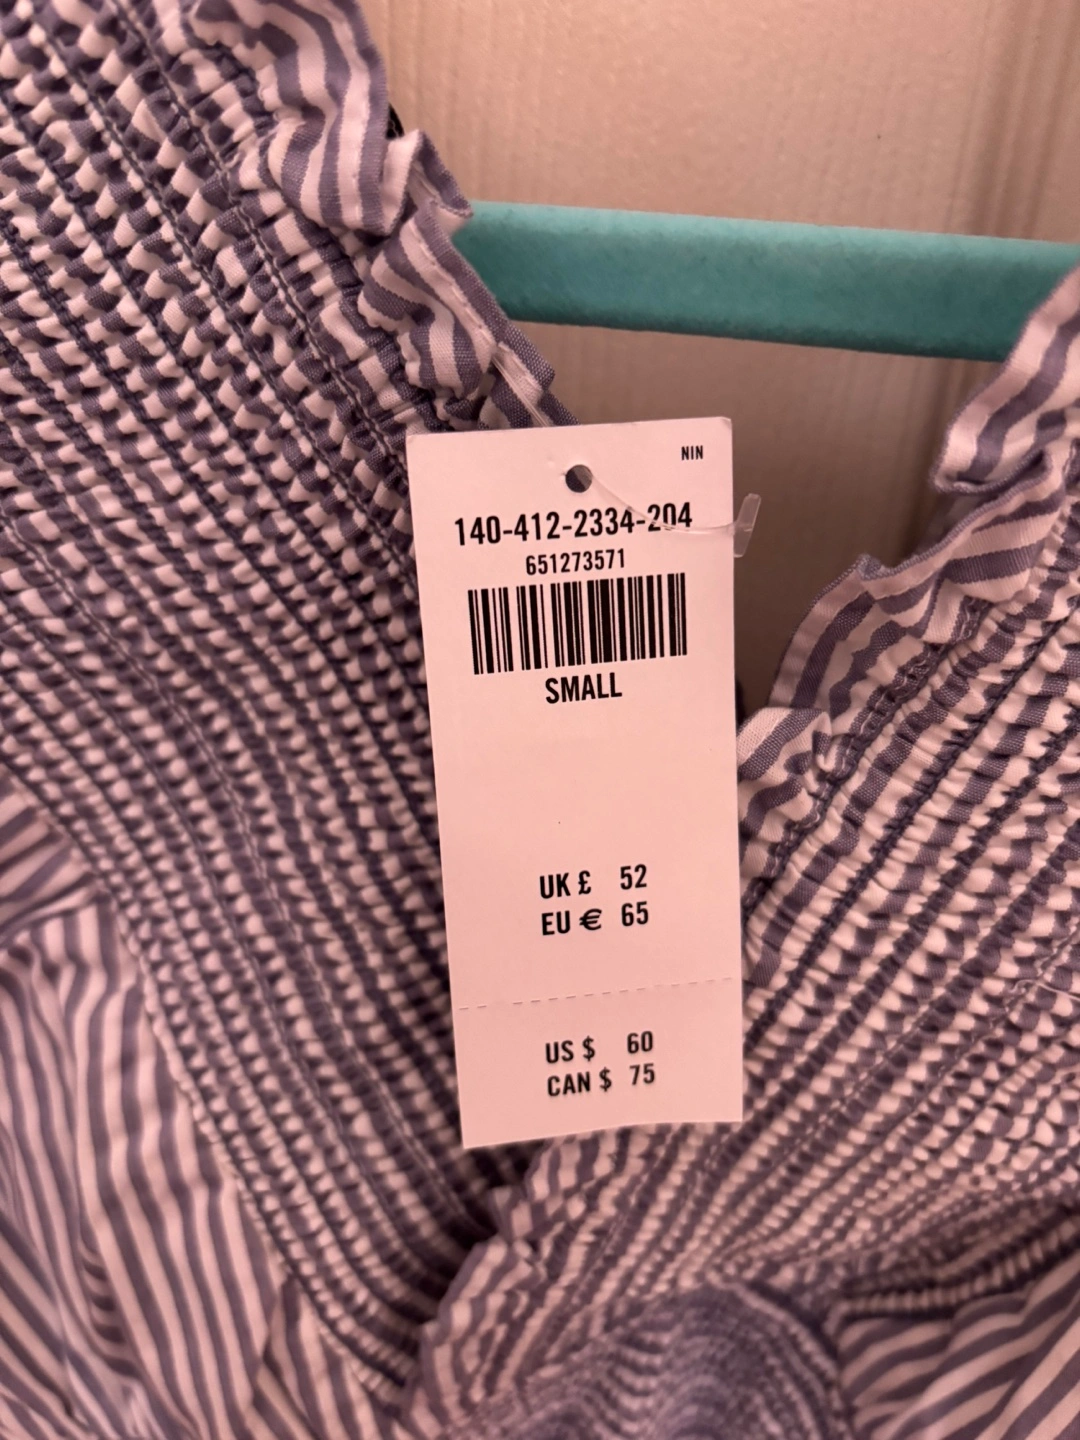 NIN
140-412-2334-204
651273571
SMALL
UK £ 52
EU € 65
US $ 60
CAN $ 75